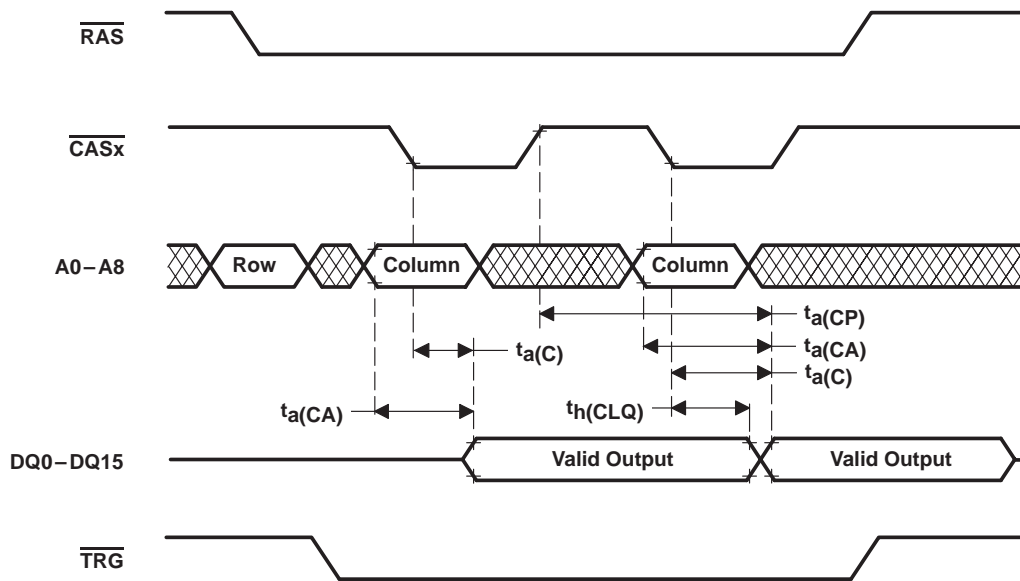 RAS
CASx
A0–A8 Row Column Column
ta(CP)
ta(C) ta(CA)
ta(C)
ta(CA) th(CLQ)
DQ0–DQ15 Valid Output Valid Output
TRG